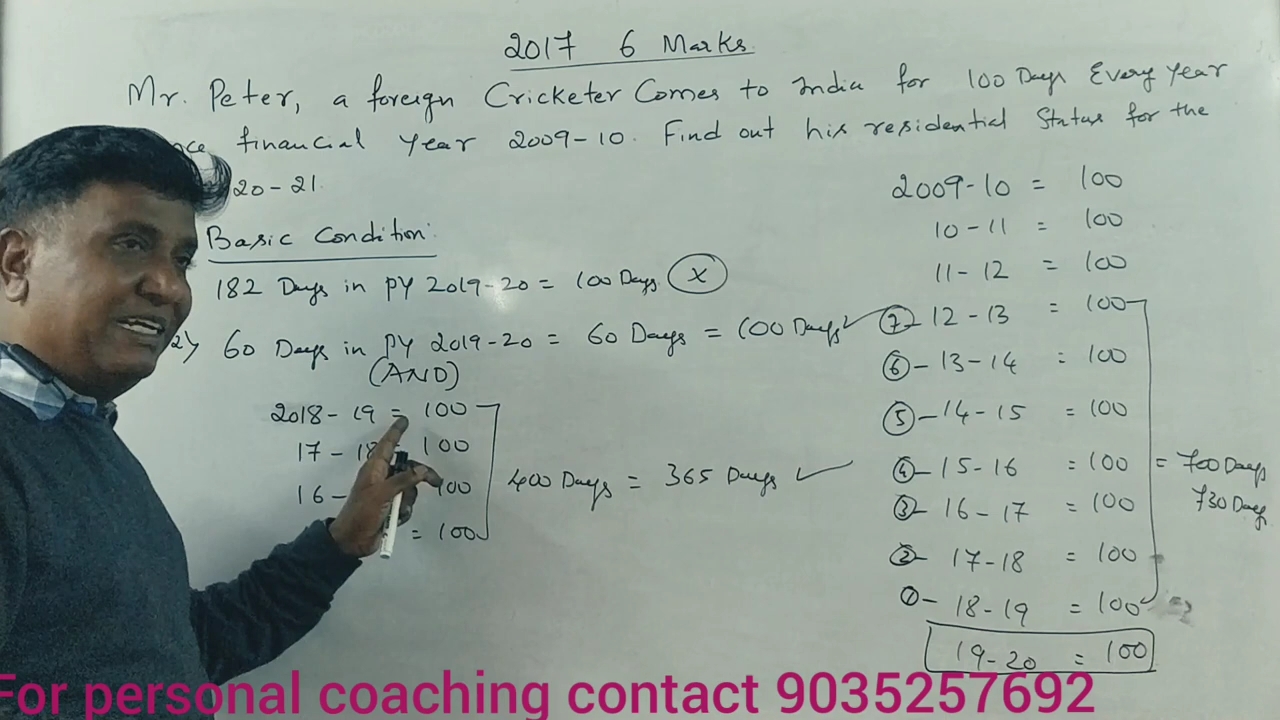 2017 6 Marks
Mr. Peter, a foreign Cricketer Comes to India for 100 Days Every year
nce financial year 2009-10. Find out his residential Status for the
20-21
Basic Condition:
182 Days in PY 2019-20 = 100 Days (X)
2) 60 Days in PY 2019-20 = 60 Days = 100 Days ✓
(AND)
2018-19 = 100
17-18 = 100
16- 100
= 100
400 Days = 365 Days ✓
2009-10 = 100
10-11 = 100
11-12 = 100
⑦- 12-13 = 100
⑥- 13-14 = 100
⑤- 14-15 = 100
④- 15-16 = 100
③- 16-17 = 100
②- 17-18 = 100
①- 18-19 = 100
= 700 Days
730 Days
19-20 = 100
For personal coaching contact 9035257692